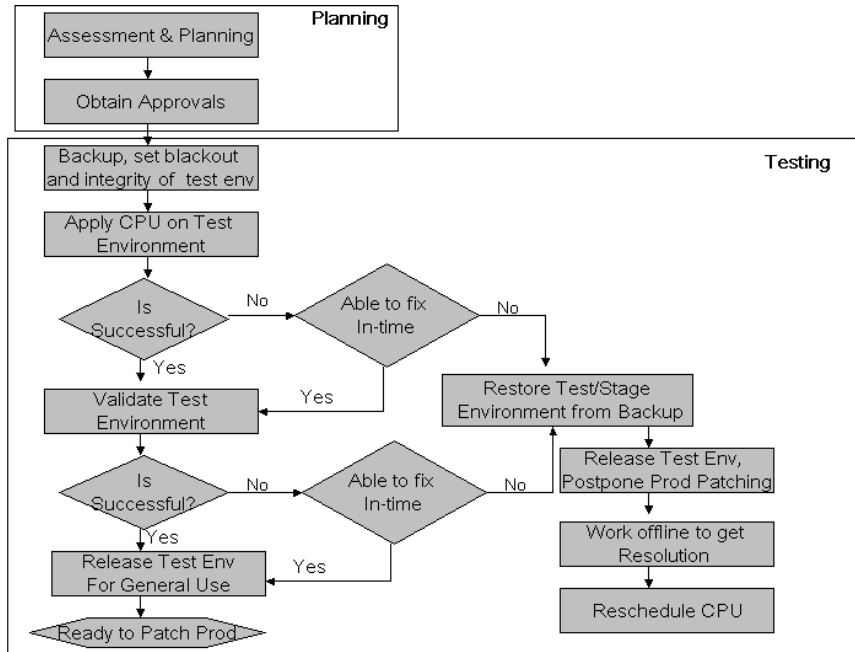 Planning
Assessment & Planning
Obtain Approvals
Testing
Backup, set blackout
and integrity of test env
Apply CPU on Test
Environment
Is
Successful?
No
Able to fix
In-time
No
Yes
Yes
Validate Test
Environment
Restore Test/Stage
Environment from Backup
Is
Successful?
No
Able to fix
In-time
No
Release Test Env,
Postpone Prod Patching
Yes
Yes
Work offline to get
Resolution
Release Test Env
For General Use
Reschedule CPU
Ready to Patch Prod